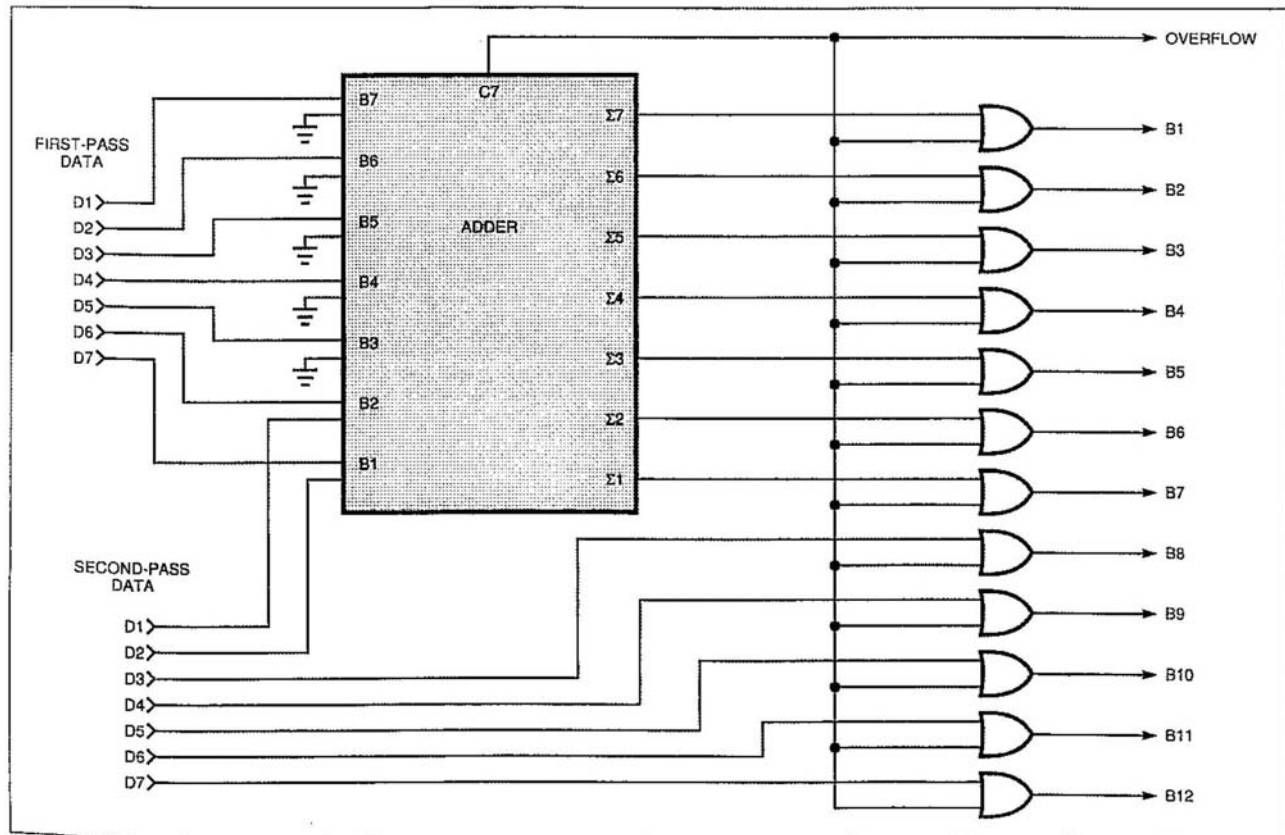 OVERFLOW
C7
B7
Σ7
B1
FIRST-PASS
DATA
B6
Σ6
B2
D1
D2
B5
ADDER
Σ5
B3
D3
D4
B4
Σ4
B4
D5
D6
B3
Σ3
B5
D7
B2
Σ2
B6
B1
Σ1
B7
B8
SECOND-PASS
DATA
D1
B9
D2
D3
B10
D4
D5
B11
D6
D7
B12